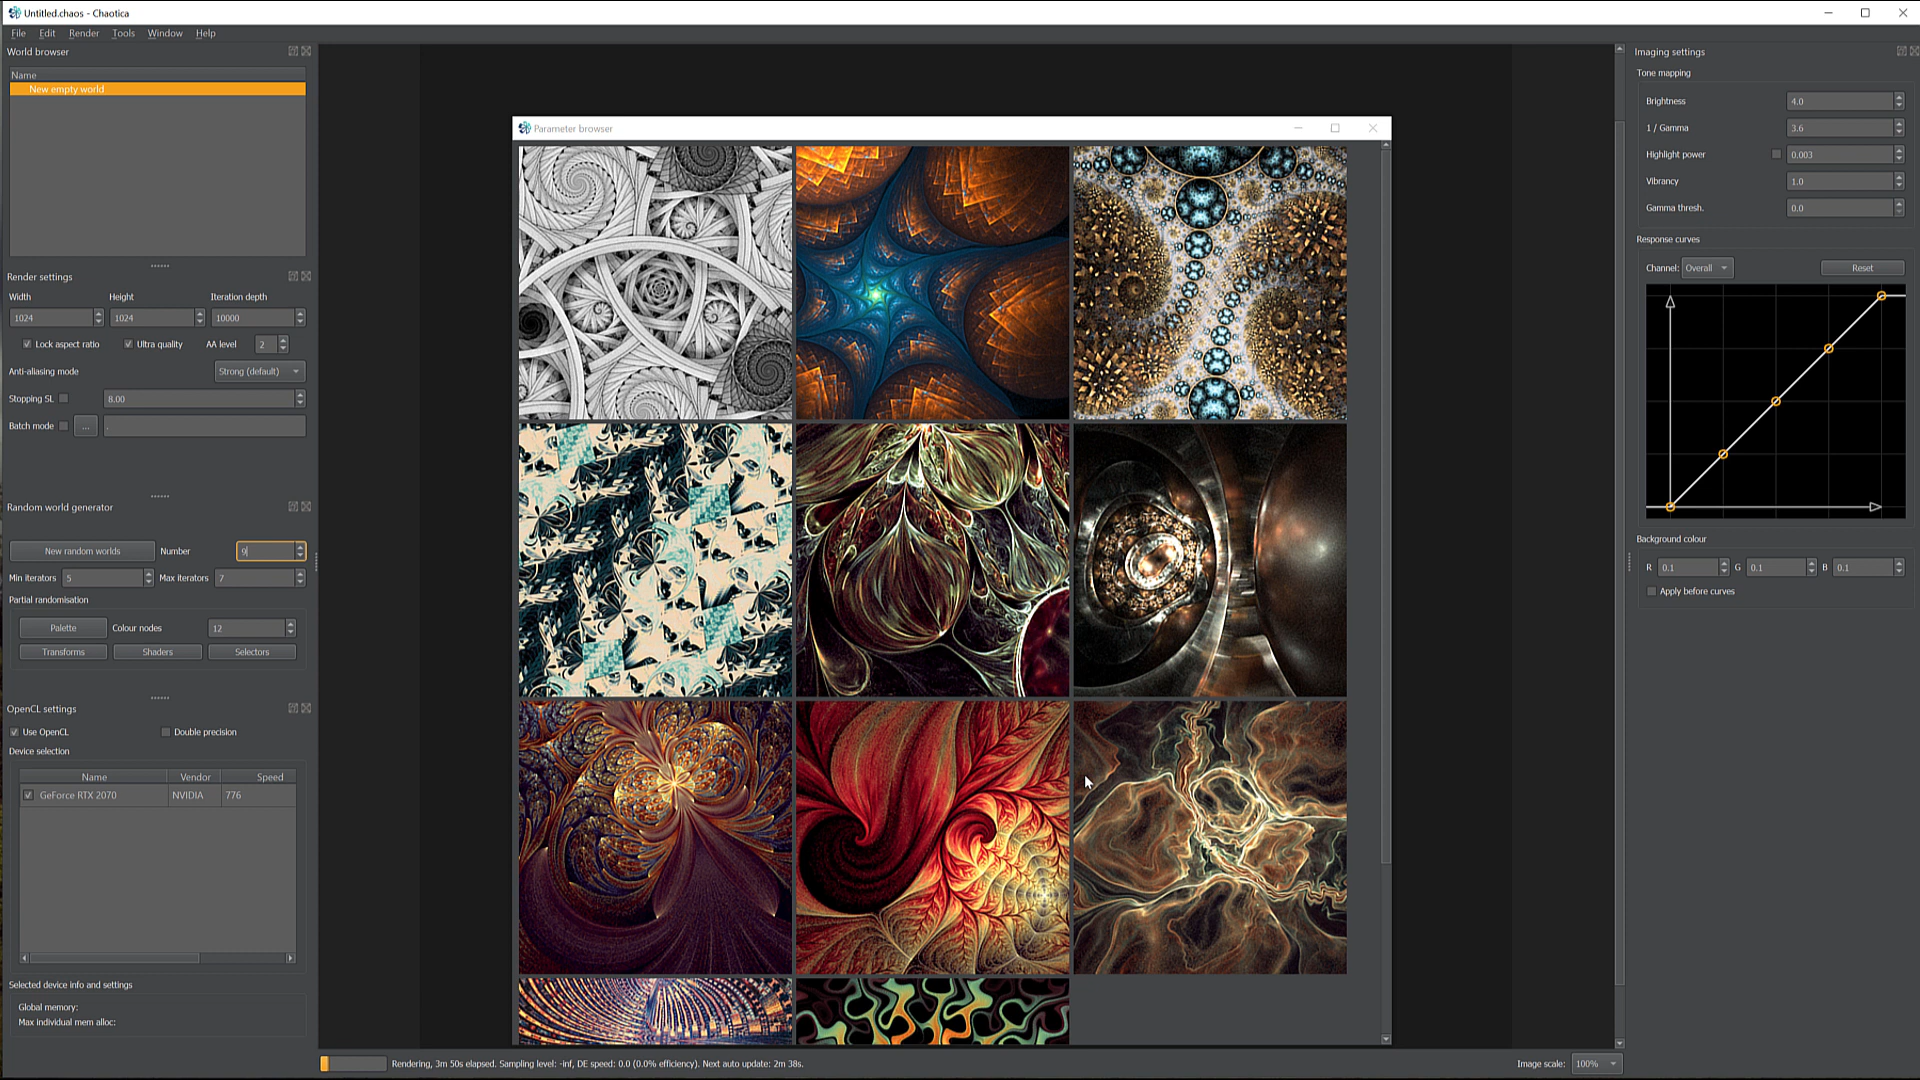 Untitled.chaos - Chaotica
File Edit Render Tools Window Help
World browser
Name
New empty world
Render settings
Width Height Iteration depth
1024 1024 10000
Lock aspect ratio Ultra quality AA level 2
Anti-aliasing mode Strong (default)
Stopping SL 8.00
Batch mode ... .
Random world generator
New random worlds Number 9
Min iterators 5 Max iterators 7
Partial randomisation
Palette Colour nodes 12
Transforms Shaders Selectors
OpenCL settings
Use OpenCL Double precision
Device selection
Name Vendor Speed
GeForce RTX 2070 NVIDIA 776
Selected device info and settings
Global memory:
Max individual mem alloc:
Parameter browser
Rendering, 3m 50s elapsed. Sampling level: -inf, DE speed: 0.0 (0.0% efficiency). Next auto update: 2m 38s.
Image scale: 100%
Imaging settings
Tone mapping
Brightness 4.0
1 / Gamma 3.6
Highlight power 0.003
Vibrancy 1.0
Gamma thresh. 0.0
Response curves
Channel: Overall Reset
Background colour
R 0.1 G 0.1 B 0.1
Apply before curves